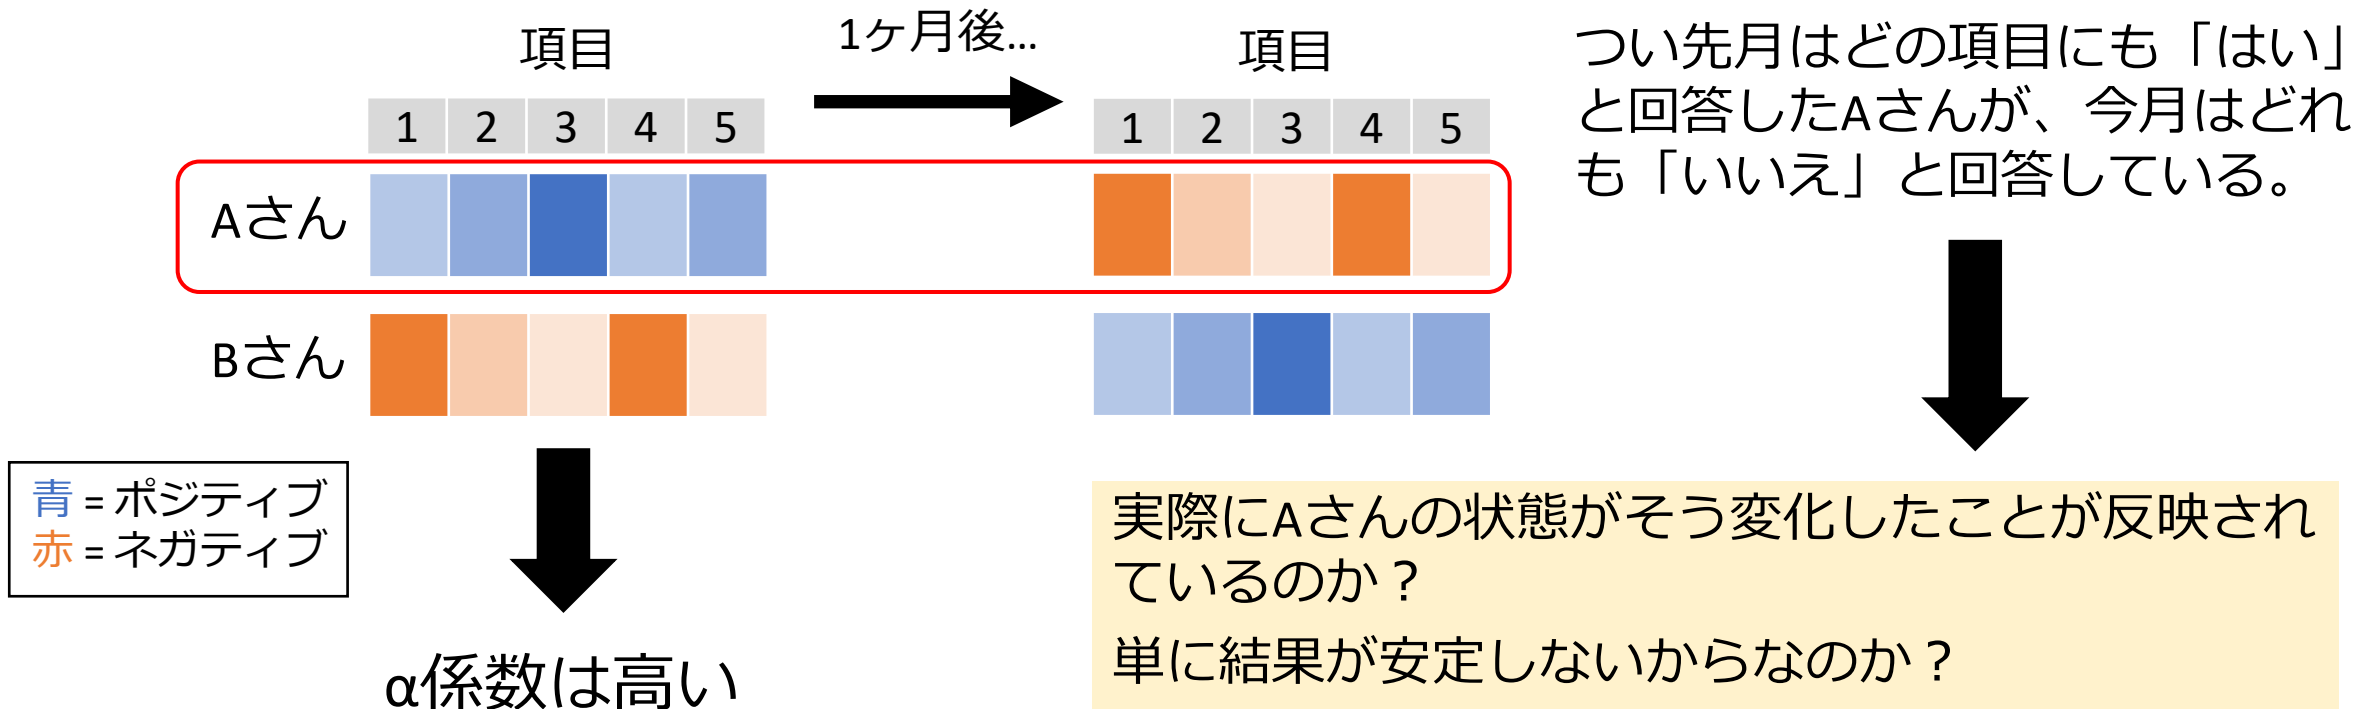 項目
1 2 3 4 5
Aさん
Bさん
青 = ポジティブ
赤 = ネガティブ
α係数は高い
1ヶ月後...
項目
1 2 3 4 5
つい先月はどの項目にも「はい」
と回答したAさんが、今月はどれ
も「いいえ」と回答している。
実際にAさんの状態がそう変化したことが反映され
ているのか？
単に結果が安定しないからなのか？